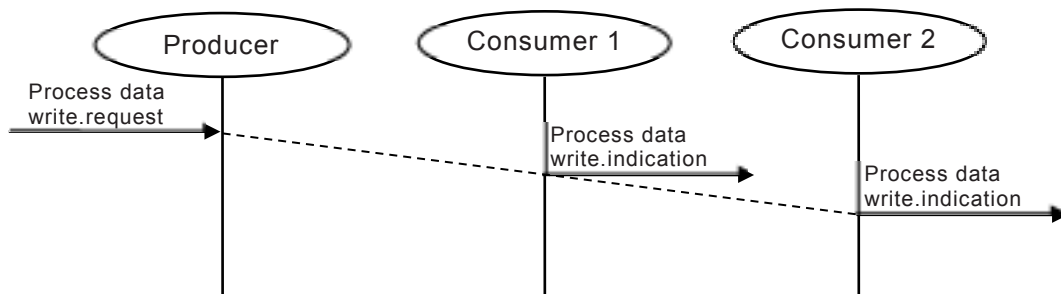 Producer
Consumer 1
Consumer 2
Process data
write.request
Process data
write.indication
Process data
write.indication